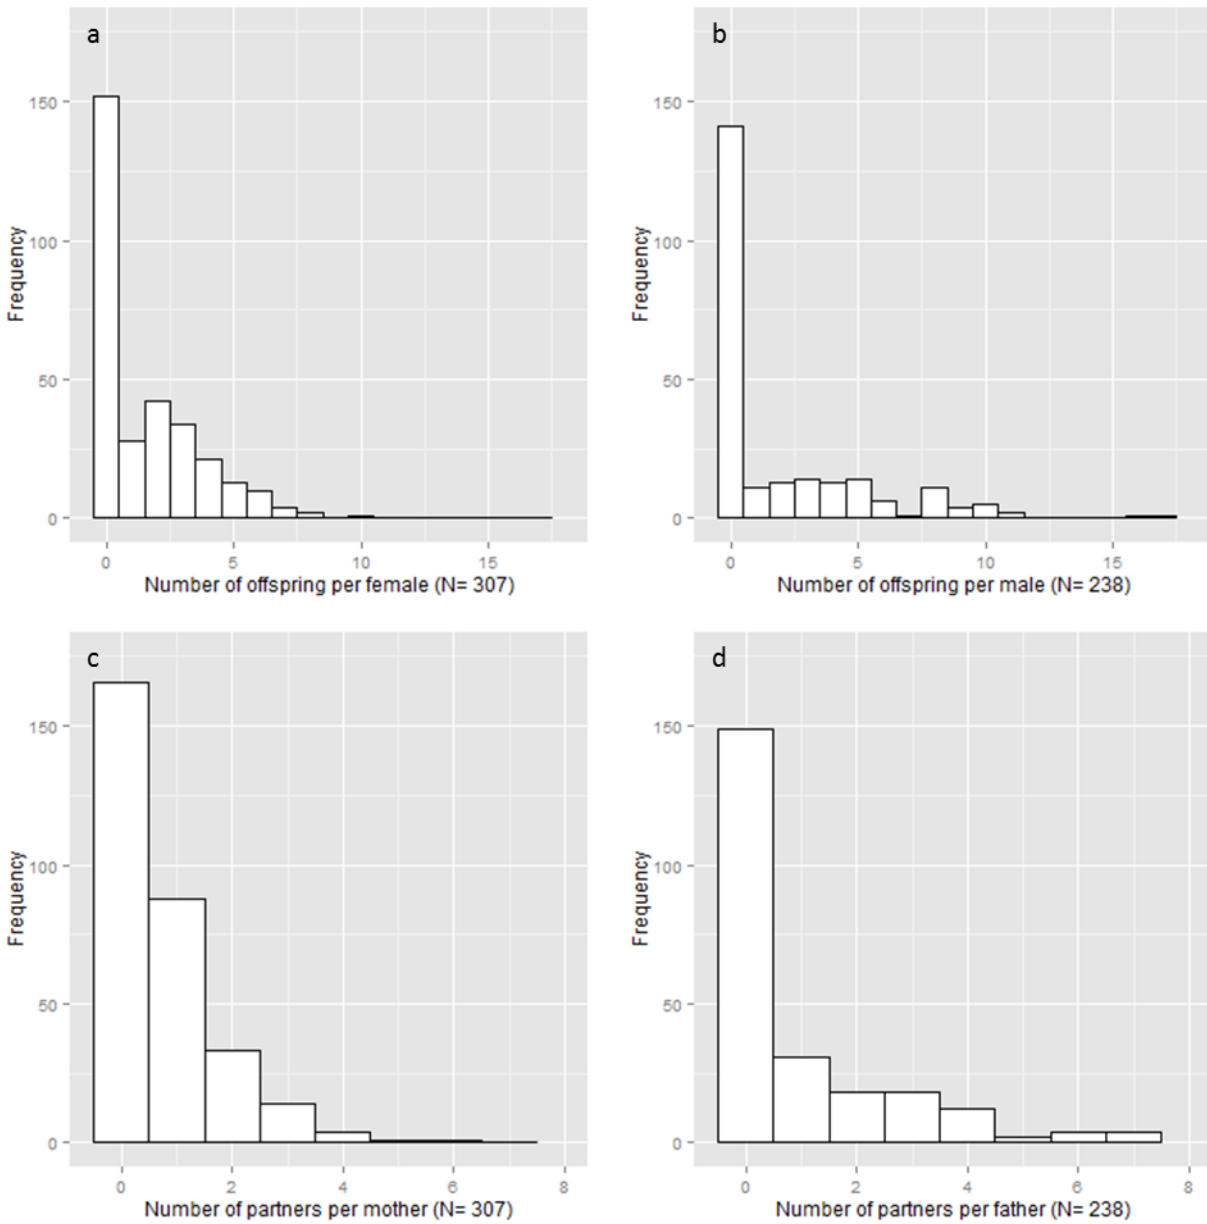 a
150
100
50
0
Frequency
0 5 10 15
Number of offspring per female (N= 307)
b
150
100
50
0
Frequency
0 5 10 15
Number of offspring per male (N= 238)
c
150
100
50
0
Frequency
0 2 4 6 8
Number of partners per mother (N= 307)
d
150
100
50
0
Frequency
0 2 4 6 8
Number of partners per father (N= 238)